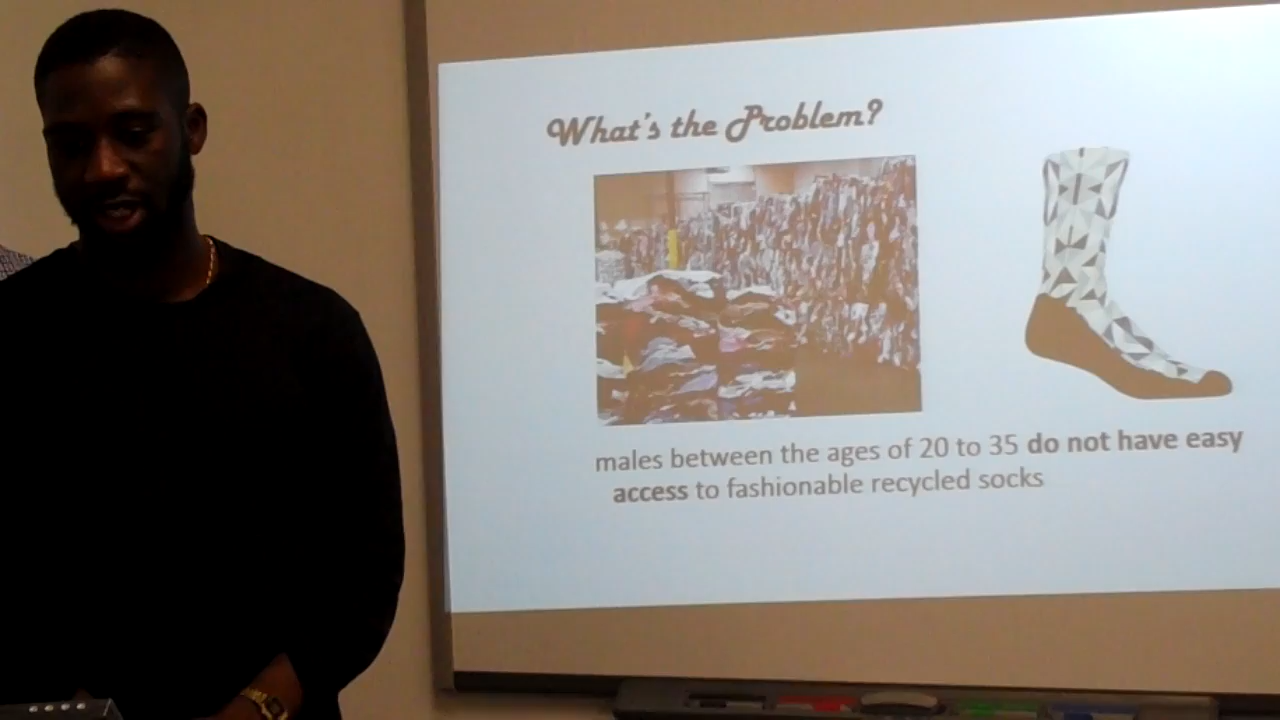 What's the Problem?
males between the ages of 20 to 35 do not have easy
access to fashionable recycled socks